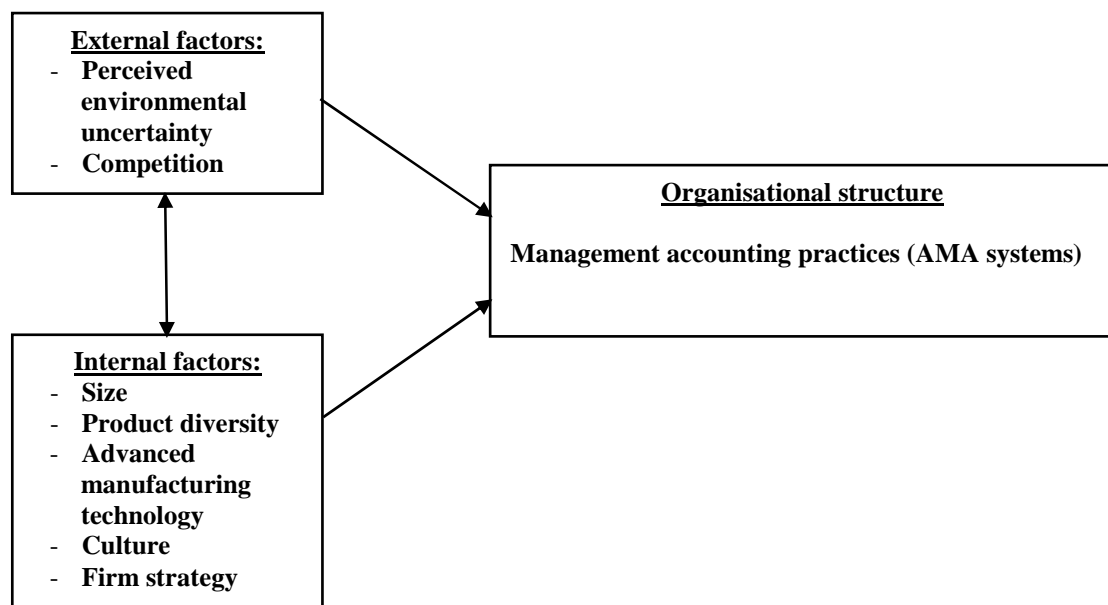 External factors:
- Perceived
environmental
uncertainty
- Competition
Organisational structure
Management accounting practices (AMA systems)
Internal factors:
- Size
- Product diversity
- Advanced
manufacturing
technology
- Culture
- Firm strategy